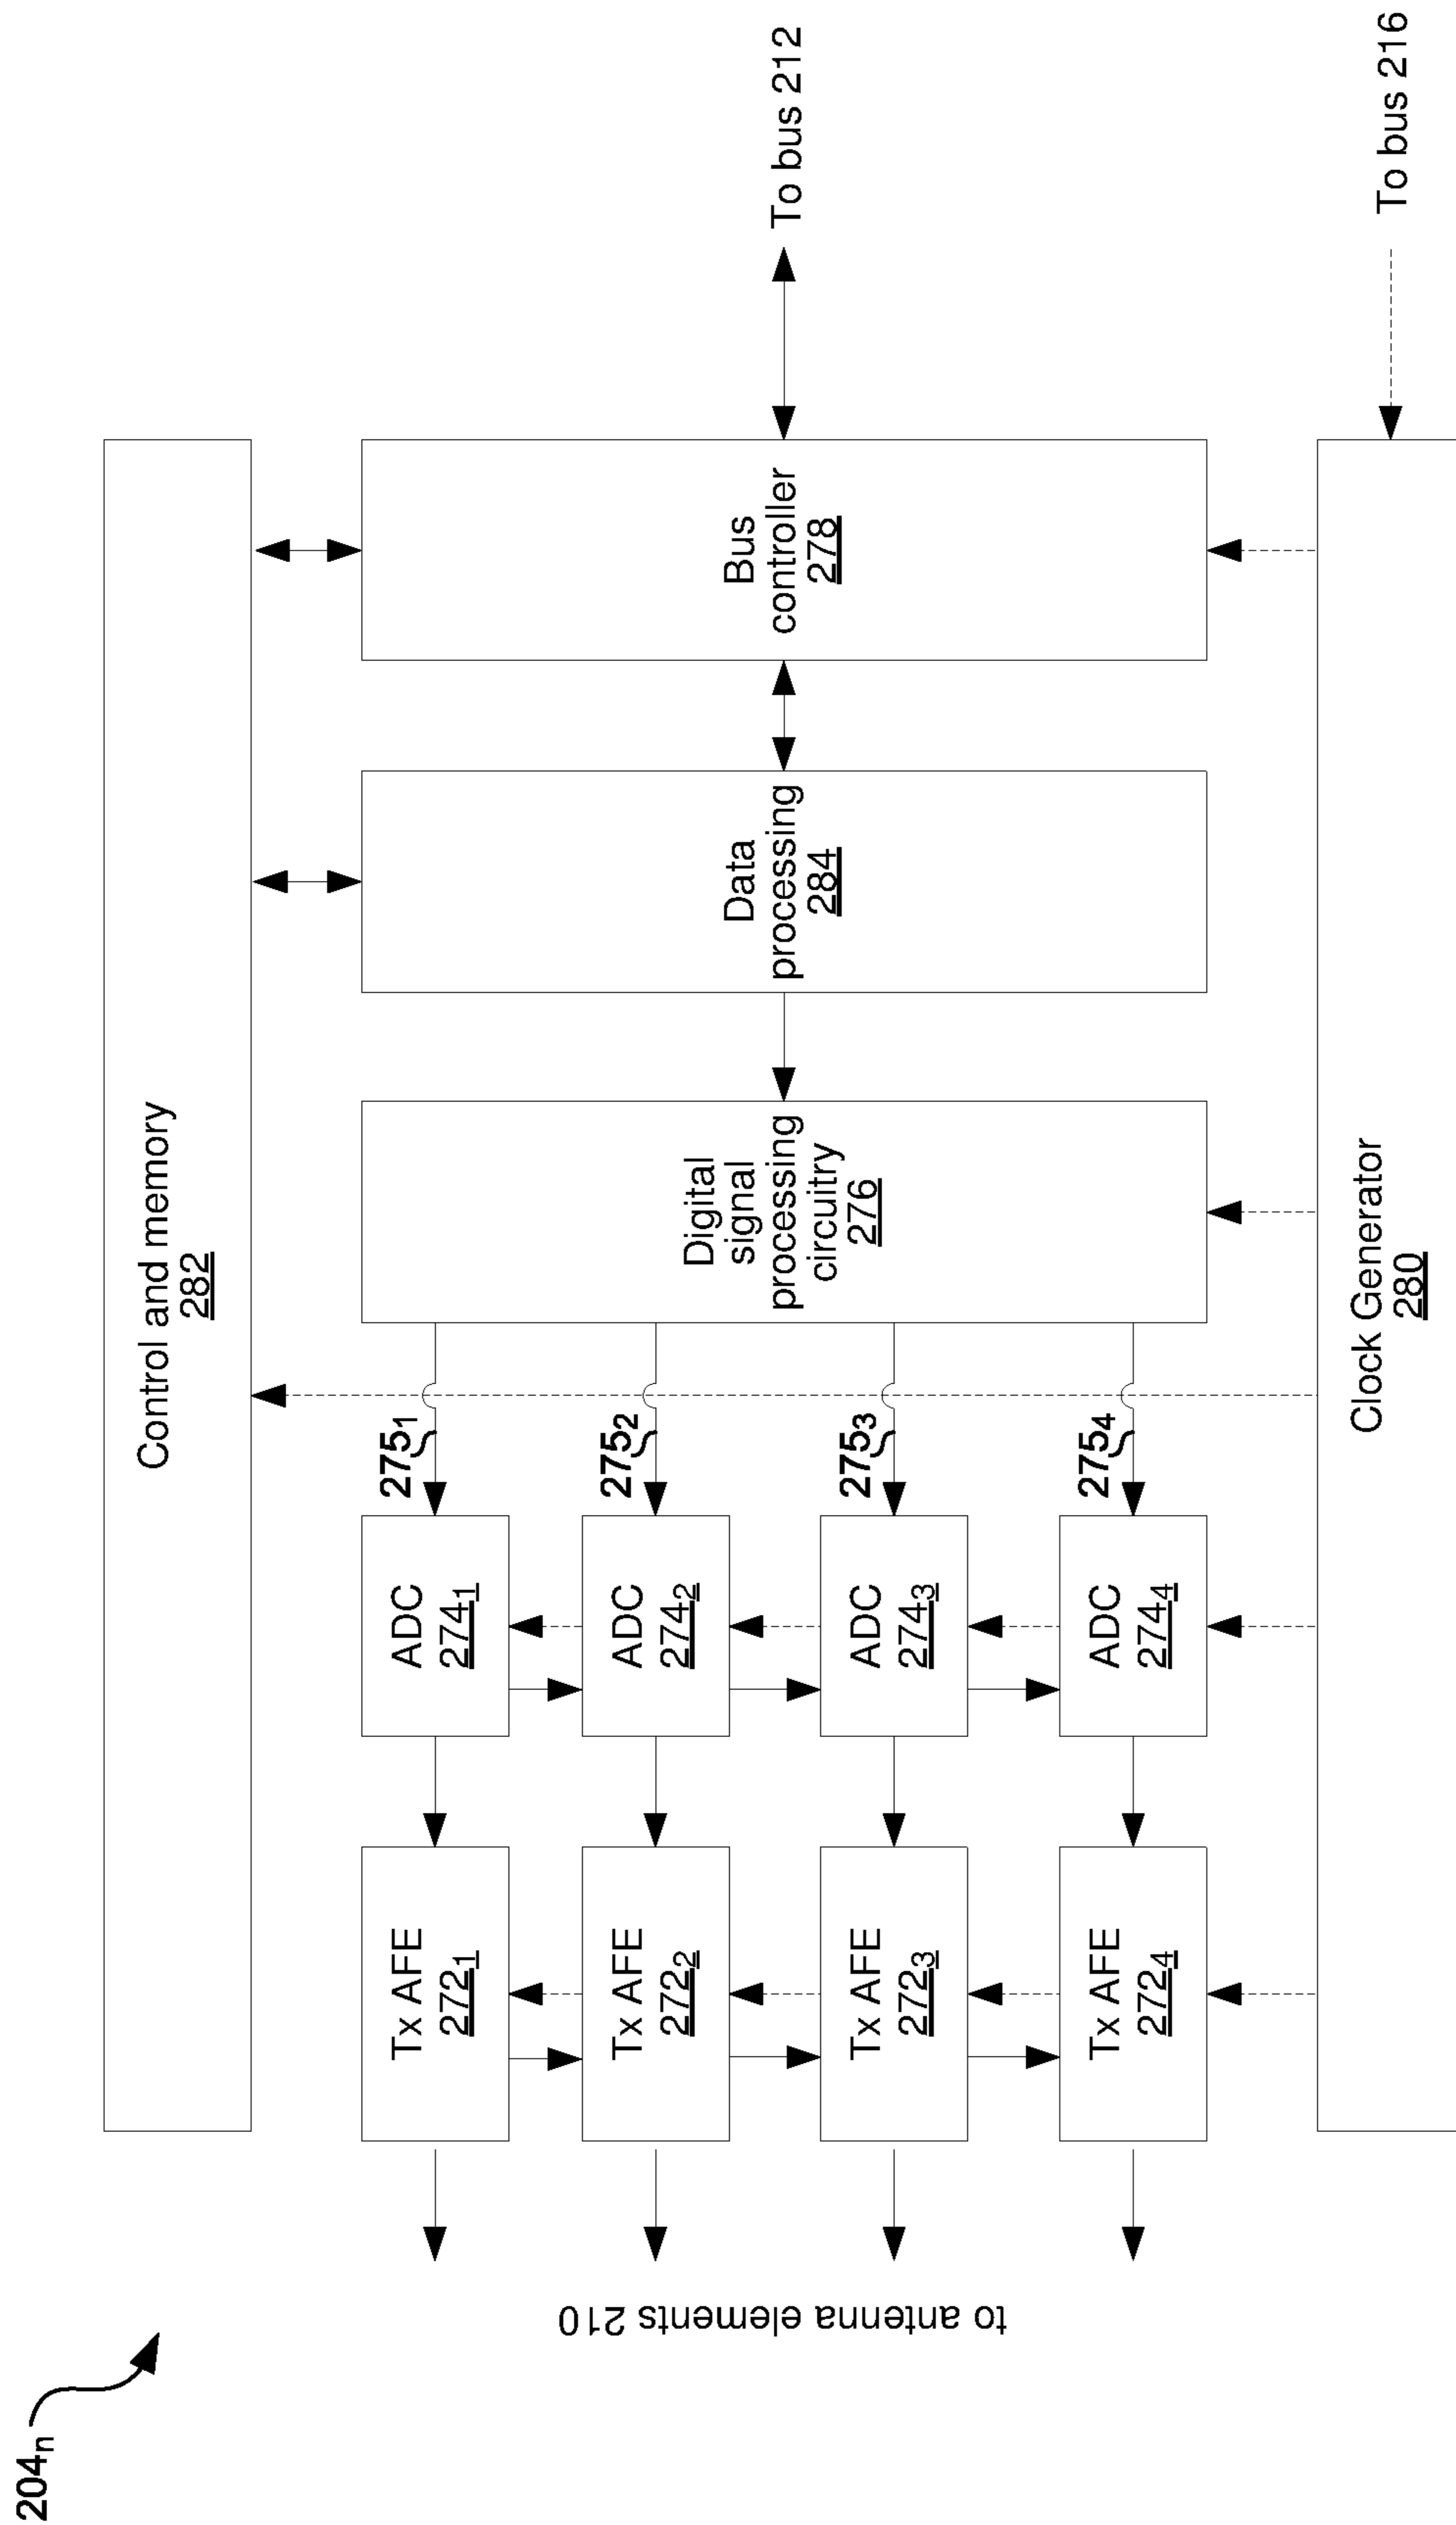 204n
Control and memory
282
to antenna elements 210
Tx AFE
2721
Tx AFE
2722
Tx AFE
2723
Tx AFE
2724
ADC
2741
ADC
2742
ADC
2743
ADC
2744
2751
2752
2753
2754
Digital
signal
processing
circuitry
276
Data
processing
284
Bus
controller
278
To bus 212
Clock Generator
280
To bus 216